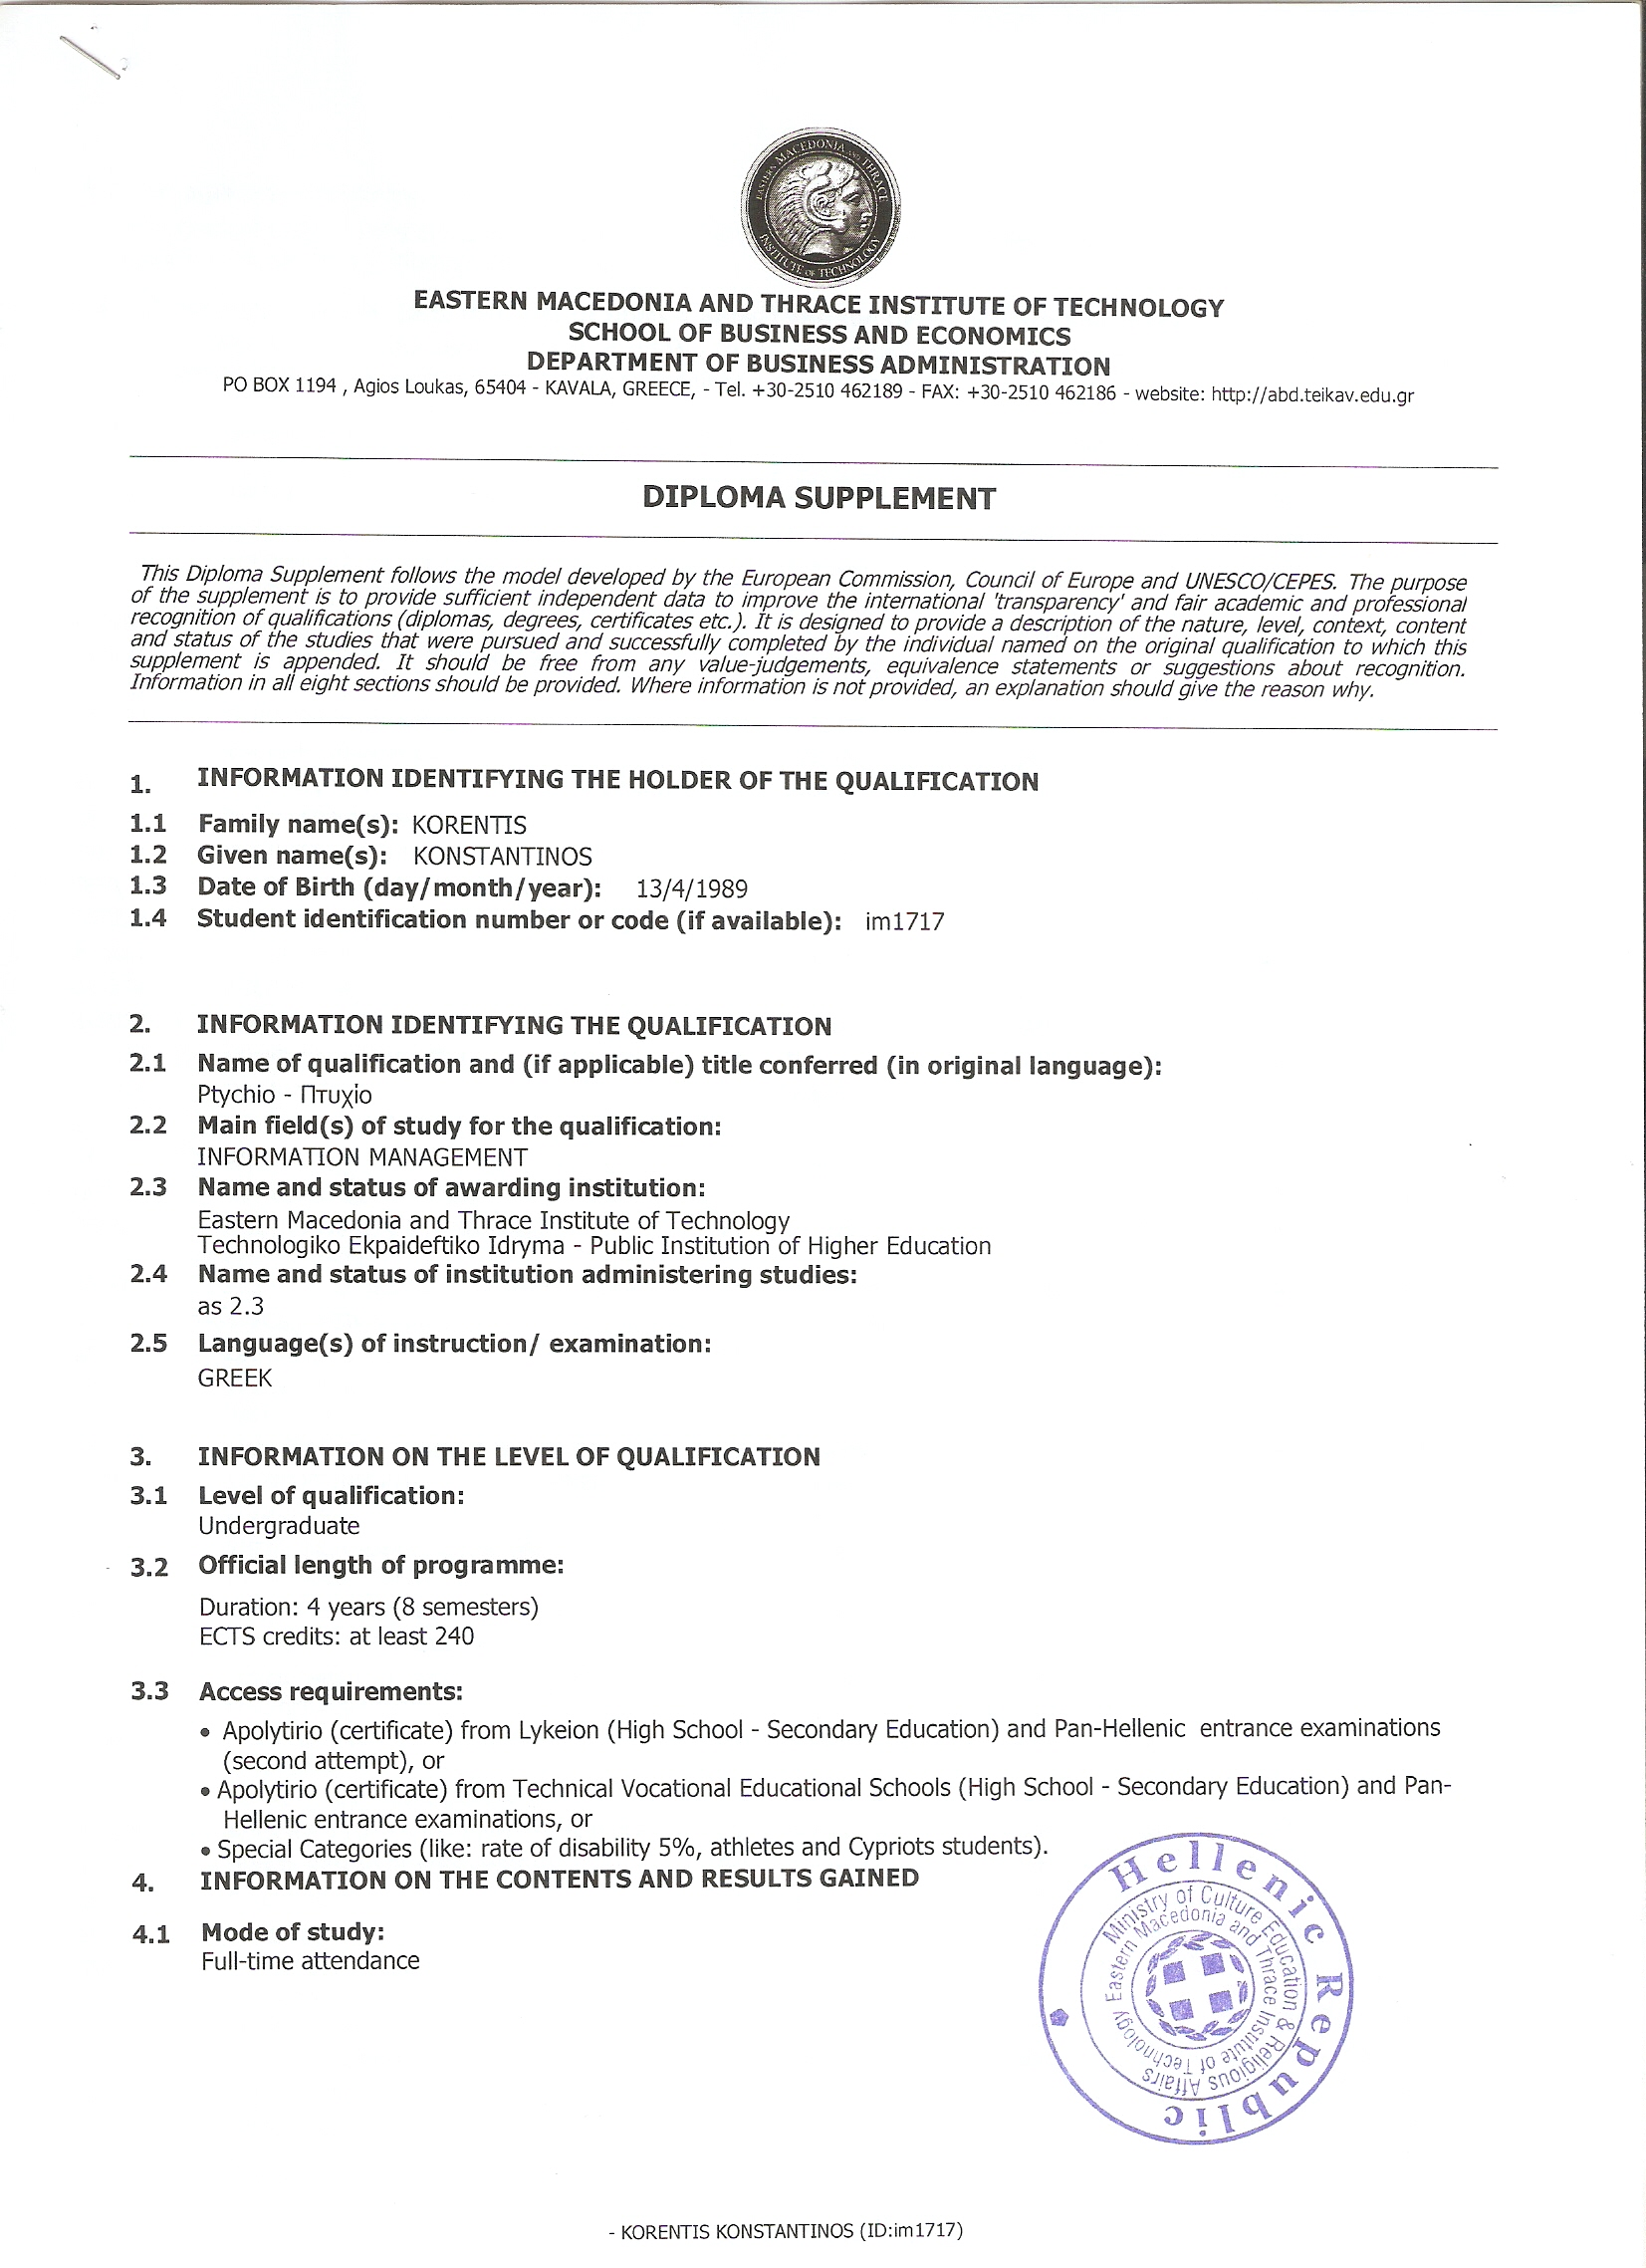 EASTERN MACEDONIA AND THRACE
INSTITUTE OF TECHNOLOGY
EASTERN MACEDONIA AND THRACE INSTITUTE OF TECHNOLOGY
SCHOOL OF BUSINESS AND ECONOMICS
DEPARTMENT OF BUSINESS ADMINISTRATION
PO BOX 1194 , Agios Loukas, 65404 - KAVALA, GREECE, - Tel. +30-2510 462189 - FAX: +30-2510 462186 - website: http://abd.teikav.edu.gr
DIPLOMA SUPPLEMENT
This Diploma Supplement follows the model developed by the European Commission, Council of Europe and UNESCO/CEPES. The purpose
of the supplement is to provide sufficient independent data to improve the international 'transparency' and fair academic and professional
recognition of qualifications (diplomas, degrees, certificates etc.). It is designed to provide a description of the nature, level, context, content
and status of the studies that were pursued and successfully completed by the individual named on the original qualification to which this
supplement is appended. It should be free from any value-judgements, equivalence statements or suggestions about recognition.
Information in all eight sections should be provided. Where information is not provided, an explanation should give the reason why.
1. INFORMATION IDENTIFYING THE HOLDER OF THE QUALIFICATION
1.1 Family name(s): KORENTIS
1.2 Given name(s): KONSTANTINOS
1.3 Date of Birth (day/month/year): 13/4/1989
1.4 Student identification number or code (if available): im1717
2. INFORMATION IDENTIFYING THE QUALIFICATION
2.1 Name of qualification and (if applicable) title conferred (in original language):
Ptychio - Πτυχίο
2.2 Main field(s) of study for the qualification:
INFORMATION MANAGEMENT
2.3 Name and status of awarding institution:
Eastern Macedonia and Thrace Institute of Technology
Technologiko Ekpaideftiko Idryma - Public Institution of Higher Education
2.4 Name and status of institution administering studies:
as 2.3
2.5 Language(s) of instruction/ examination:
GREEK
3. INFORMATION ON THE LEVEL OF QUALIFICATION
3.1 Level of qualification:
Undergraduate
3.2 Official length of programme:
Duration: 4 years (8 semesters)
ECTS credits: at least 240
3.3 Access requirements:
• Apolytirio (certificate) from Lykeion (High School - Secondary Education) and Pan-Hellenic entrance examinations
(second attempt), or
• Apolytirio (certificate) from Technical Vocational Educational Schools (High School - Secondary Education) and Pan-
Hellenic entrance examinations, or
• Special Categories (like: rate of disability 5%, athletes and Cypriots students).
4. INFORMATION ON THE CONTENTS AND RESULTS GAINED
4.1 Mode of study:
Full-time attendance
Hellenic Republic
Ministry of Culture Education & Religious Affairs
Eastern Macedonia and Thrace Institute of Technology
- KORENTIS KONSTANTINOS (ID:im1717)